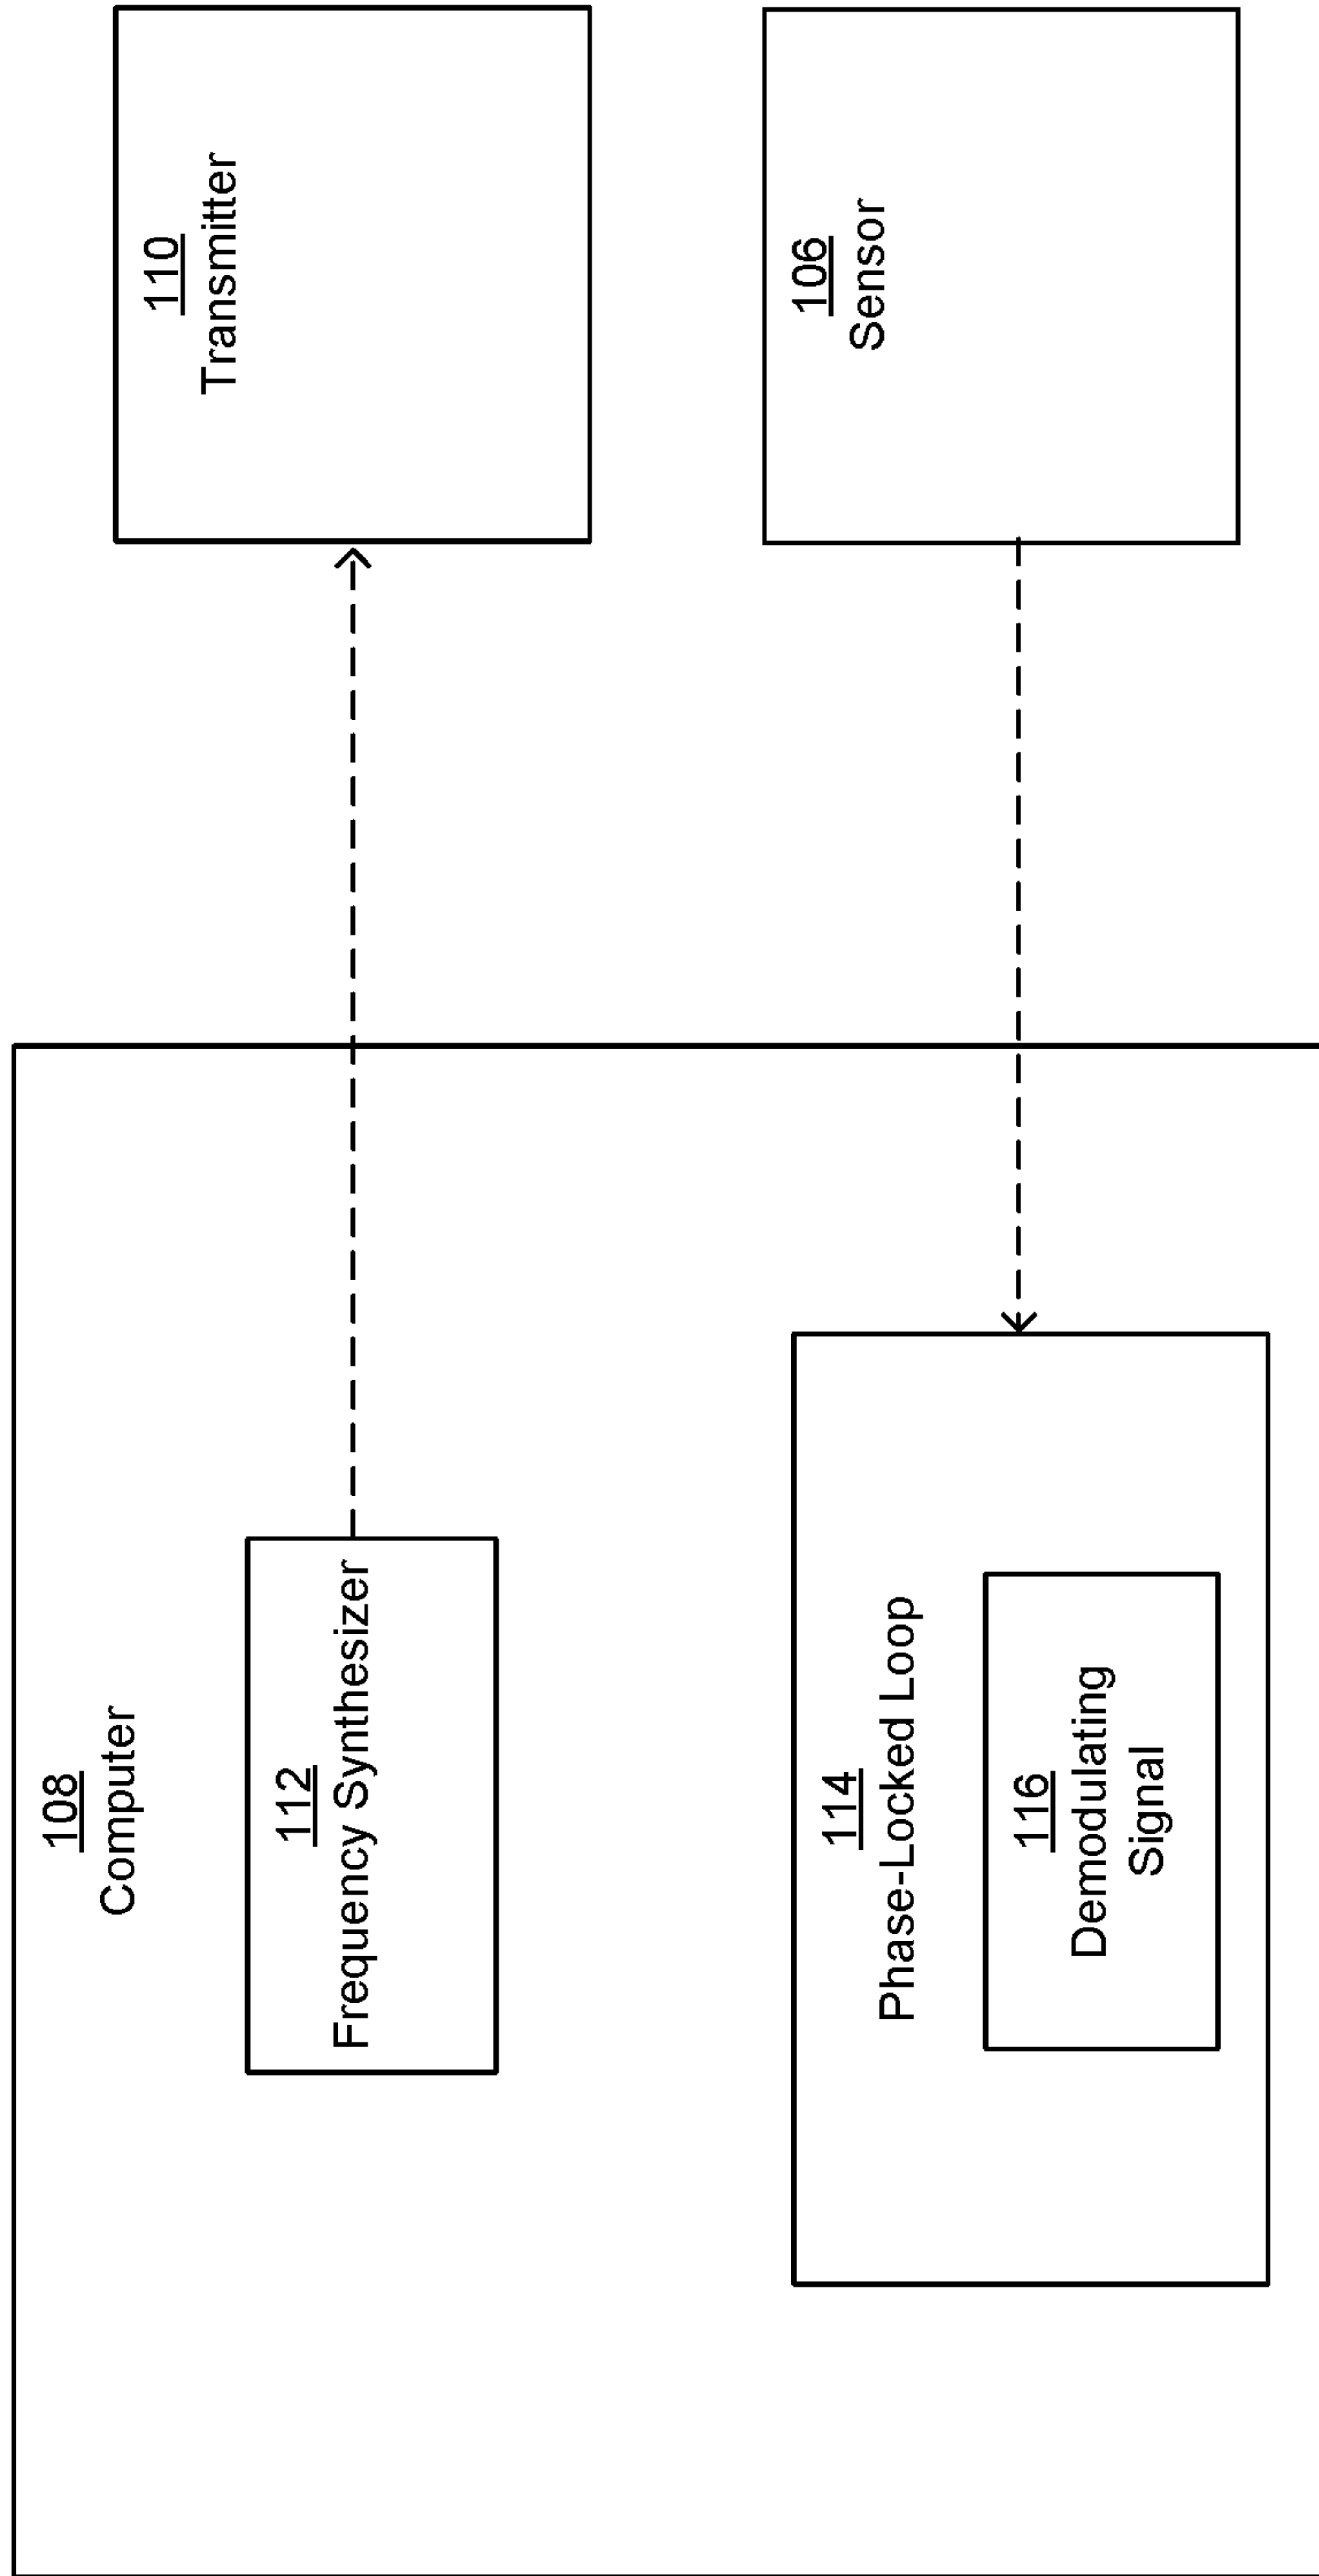 108
Computer
112
Frequency Synthesizer
114
Phase-Locked Loop
116
Demodulating
Signal
110
Transmitter
106
Sensor